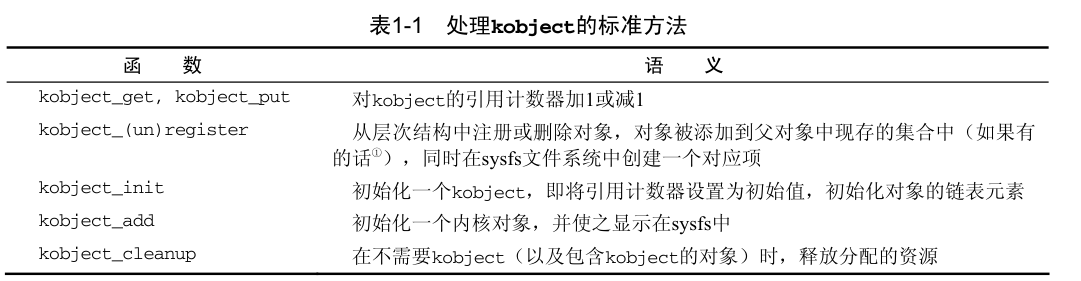 表1-1 处理kobject的标准方法
函 数 语 义
kobject_get, kobject_put 对kobject的引用计数器加1或减1
kobject_(un)register 从层次结构中注册或删除对象，对象被添加到父对象中现存的集合中（如果有
的话①），同时在sysfs文件系统中创建一个对应项
kobject_init 初始化一个kobject，即将引用计数器设置为初始值，初始化对象的链表元素
kobject_add 初始化一个内核对象，并使之显示在sysfs中
kobject_cleanup 在不需要kobject（以及包含kobject的对象）时，释放分配的资源